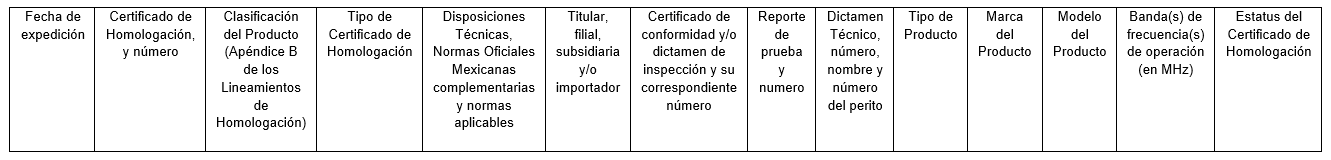 Fecha de
expedición
Certificado de
Homologación,
y número
Clasificación
del Producto
(Apéndice B
de los
Lineamientos
de
Homologación)
Tipo de
Certificado de
Homologación
Disposiciones
Técnicas,
Normas Oficiales
Mexicanas
complementarias
y normas
aplicables
Titular,
filial,
subsidiaria
y/o
importador
Certificado de
conformidad y/o
dictamen de
inspección y su
correspondiente
número
Reporte
de
prueba
y
numero
Dictamen
Técnico,
número,
nombre y
número
del perito
Tipo de
Producto
Marca
del
Producto
Modelo
del
Producto
Banda(s) de
frecuencia(s)
de operación
(en MHz)
Estatus del
Certificado de
Homologación